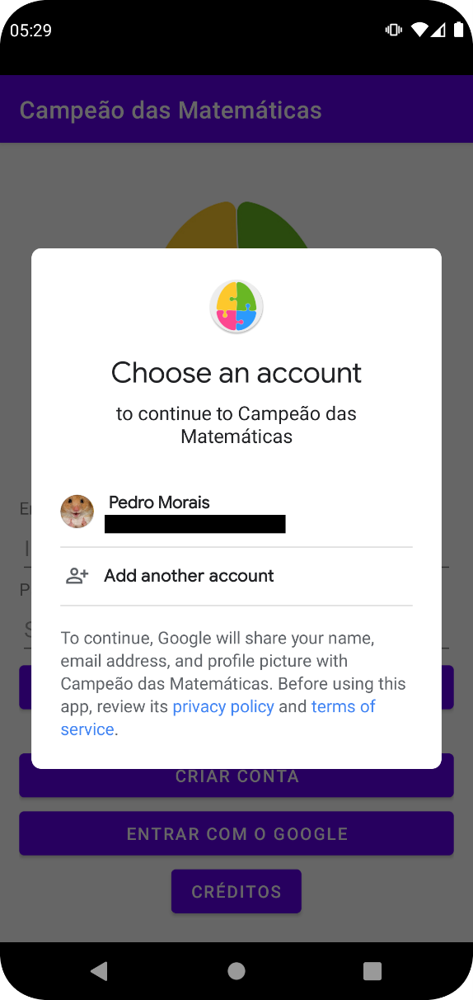 05:29
Campeão das Matemáticas
Choose an account
to continue to Campeão das
Matemáticas
Pedro Morais
Add another account
To continue, Google will share your name,
email address, and profile picture with
Campeão das Matemáticas. Before using this
app, review its privacy policy and terms of
service.
CRIAR CONTA
ENTRAR COM O GOOGLE
CRÉDITOS